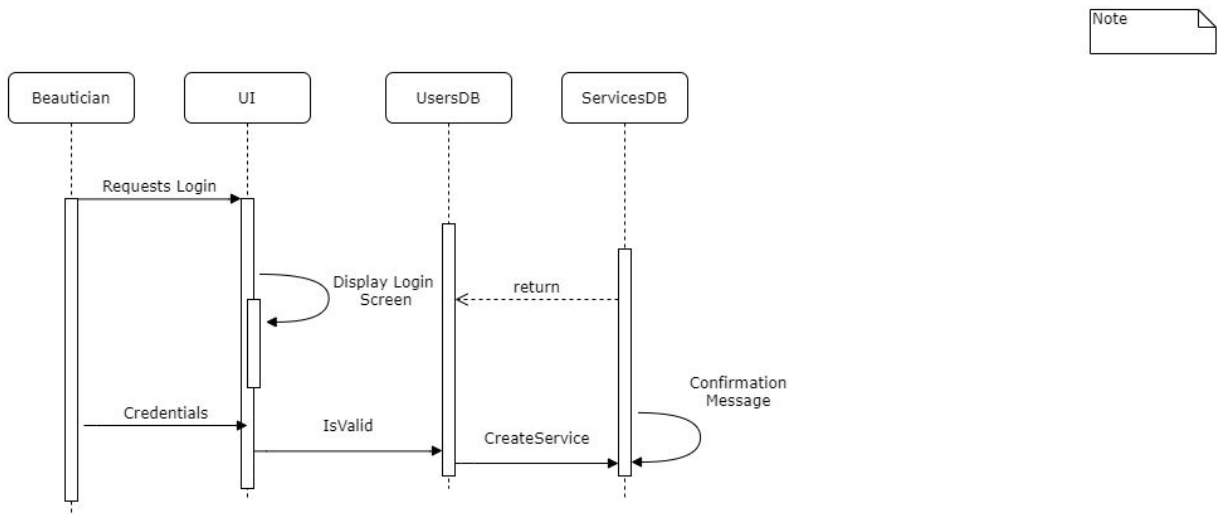 Note
Beautician
UI
UsersDB
ServicesDB
Requests Login
Display Login
Screen
return
Confirmation
Message
Credentials
IsValid
CreateService